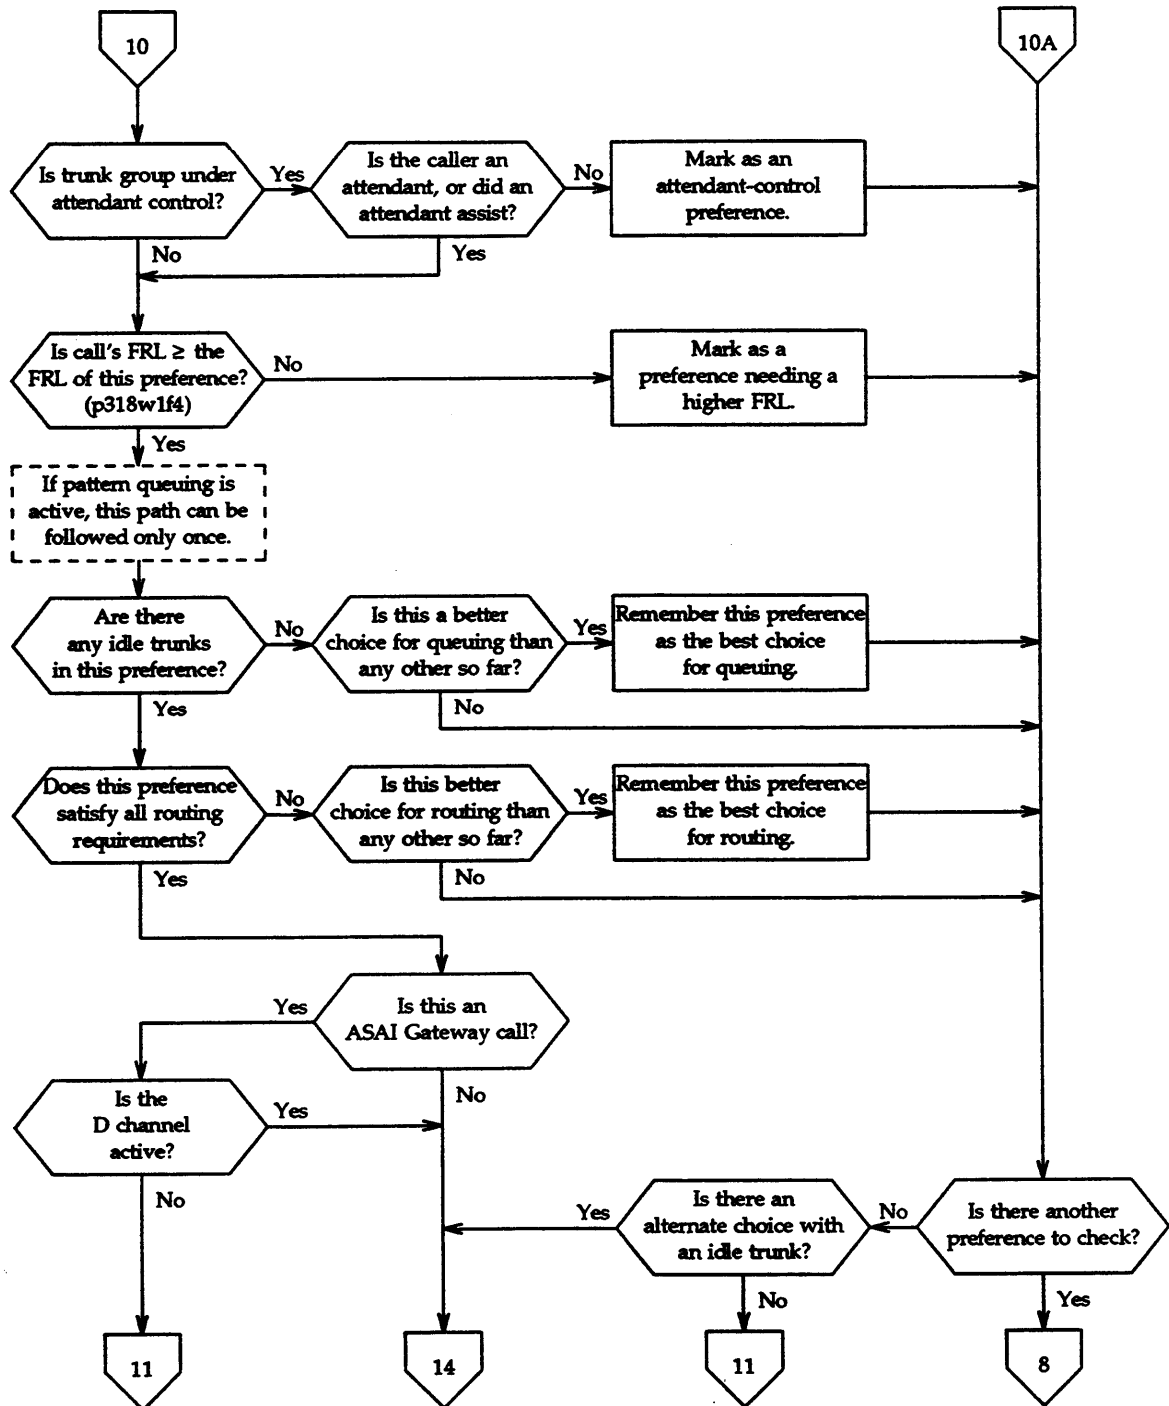 10
10A
Is trunk group under
attendant control?
Yes
Is the caller an
attendant, or did an
attendant assist?
No
Mark as an
attendant-control
preference.
No
Yes
Is call's FRL ≥ the
FRL of this preference?
(p318w1f4)
No
Mark as a
preference needing a
higher FRL.
Yes
If pattern queuing is
active, this path can be
followed only once.
Are there
any idle trunks
in this preference?
No
Is this a better
choice for queuing than
any other so far?
Yes
Remember this preference
as the best choice
for queuing.
Yes
No
Does this preference
satisfy all routing
requirements?
No
Is this better
choice for routing than
any other so far?
Yes
Remember this preference
as the best choice
for routing.
Yes
No
Yes
Is this an
ASAI Gateway call?
No
Is the
D channel
active?
Yes
No
Yes
Is there an
alternate choice with
an idle trunk?
No
Is there another
preference to check?
No
Yes
11
14
11
8